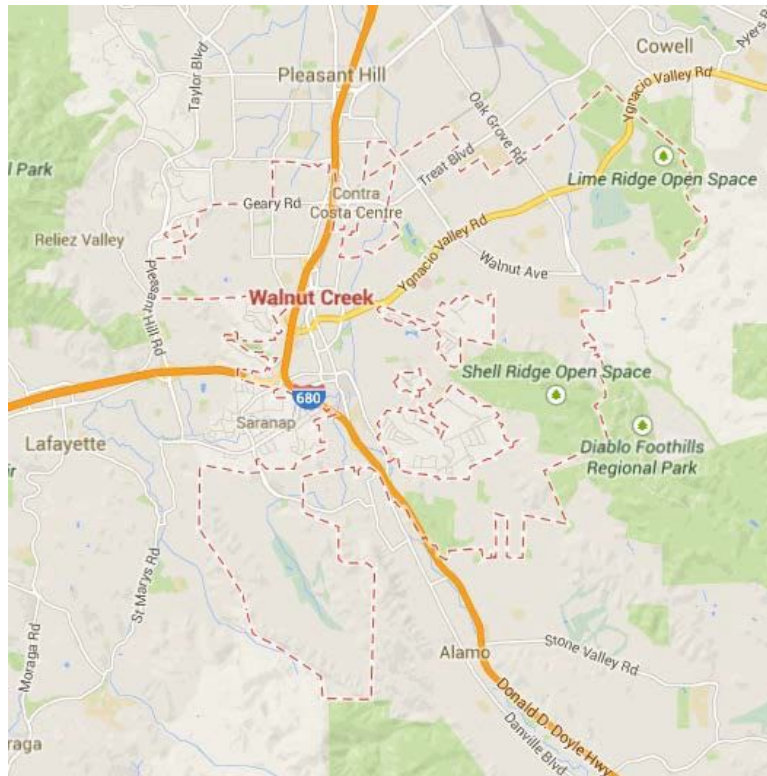 Cowell
Ayers R
Taylor Blvd
Pleasant Hill
Ygnacio Valley Rd
Oak Grove Rd
Treat Blvd
l Park
Lime Ridge Open Space
Contra
Costa Centre
Geary Rd
Reliez Valley
Ygnacio Valley Rd
Walnut Ave
Pleasant Hill Rd
Walnut Creek
Shell Ridge Open Space
680
Saranap
Lafayette
Diablo Foothills
Regional Park
ir
St Marys Rd
Moraga Rd
Alamo
Stone Valley Rd
Donald D. Doyle Hwy
Danville Blvd
raga